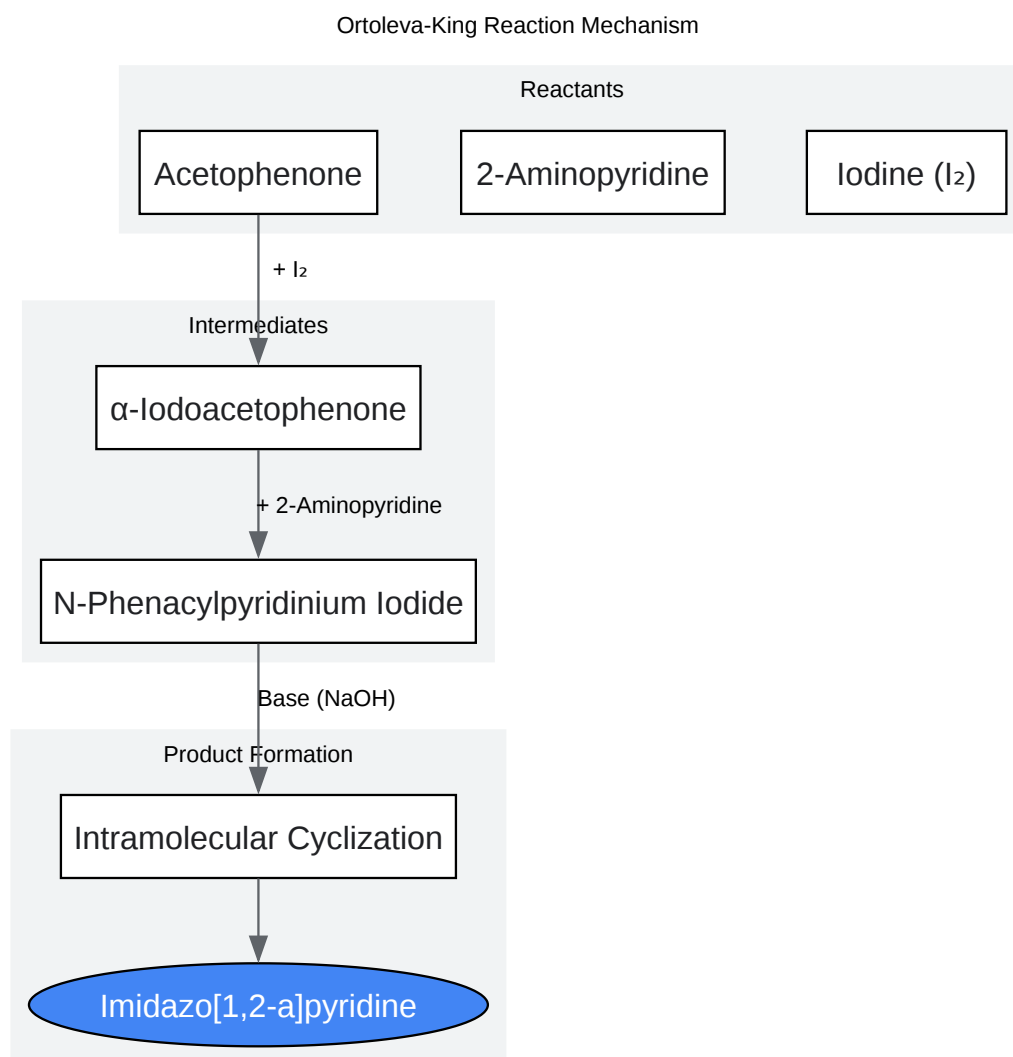 Ortoleva-King Reaction Mechanism
Reactants
Acetophenone
2-Aminopyridine
Iodine (I₂)
+ I₂
Intermediates
α-Iodoacetophenone
+ 2-Aminopyridine
N-Phenacylpyridinium Iodide
Base (NaOH)
Product Formation
Intramolecular Cyclization
Imidazo[1,2-a]pyridine